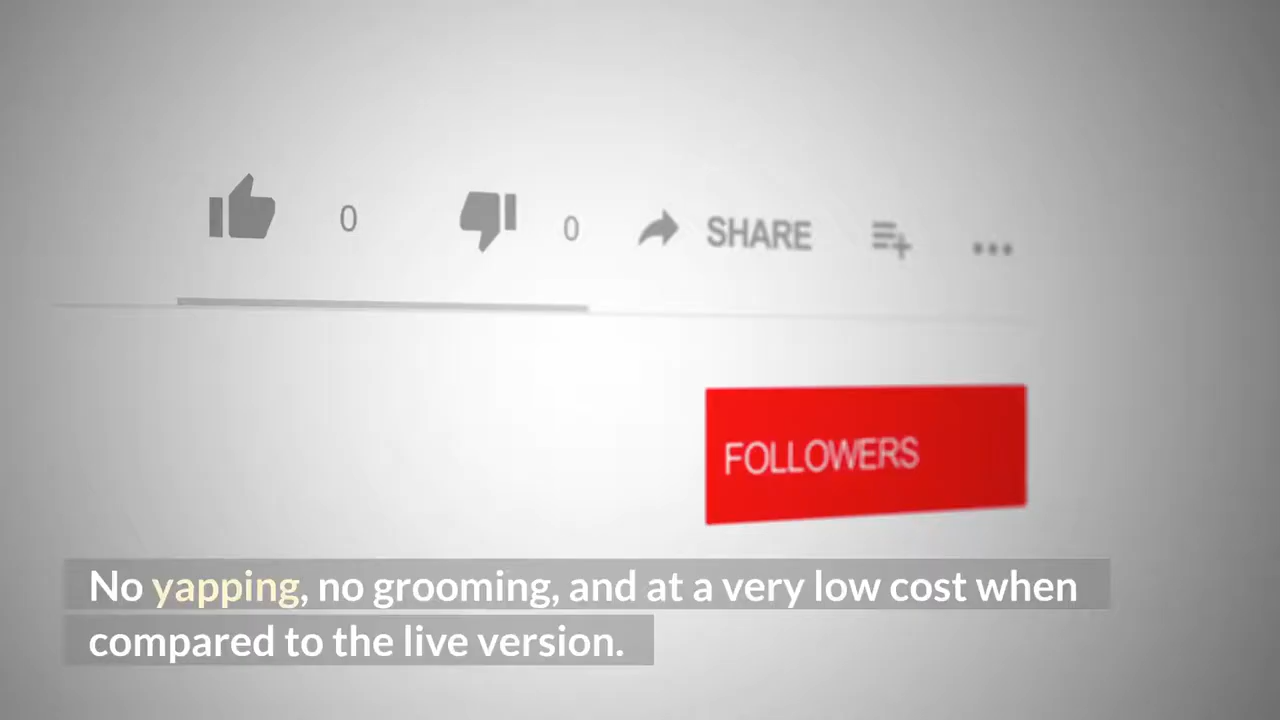 0 0 SHARE
FOLLOWERS
No yapping, no grooming, and at a very low cost when
compared to the live version.